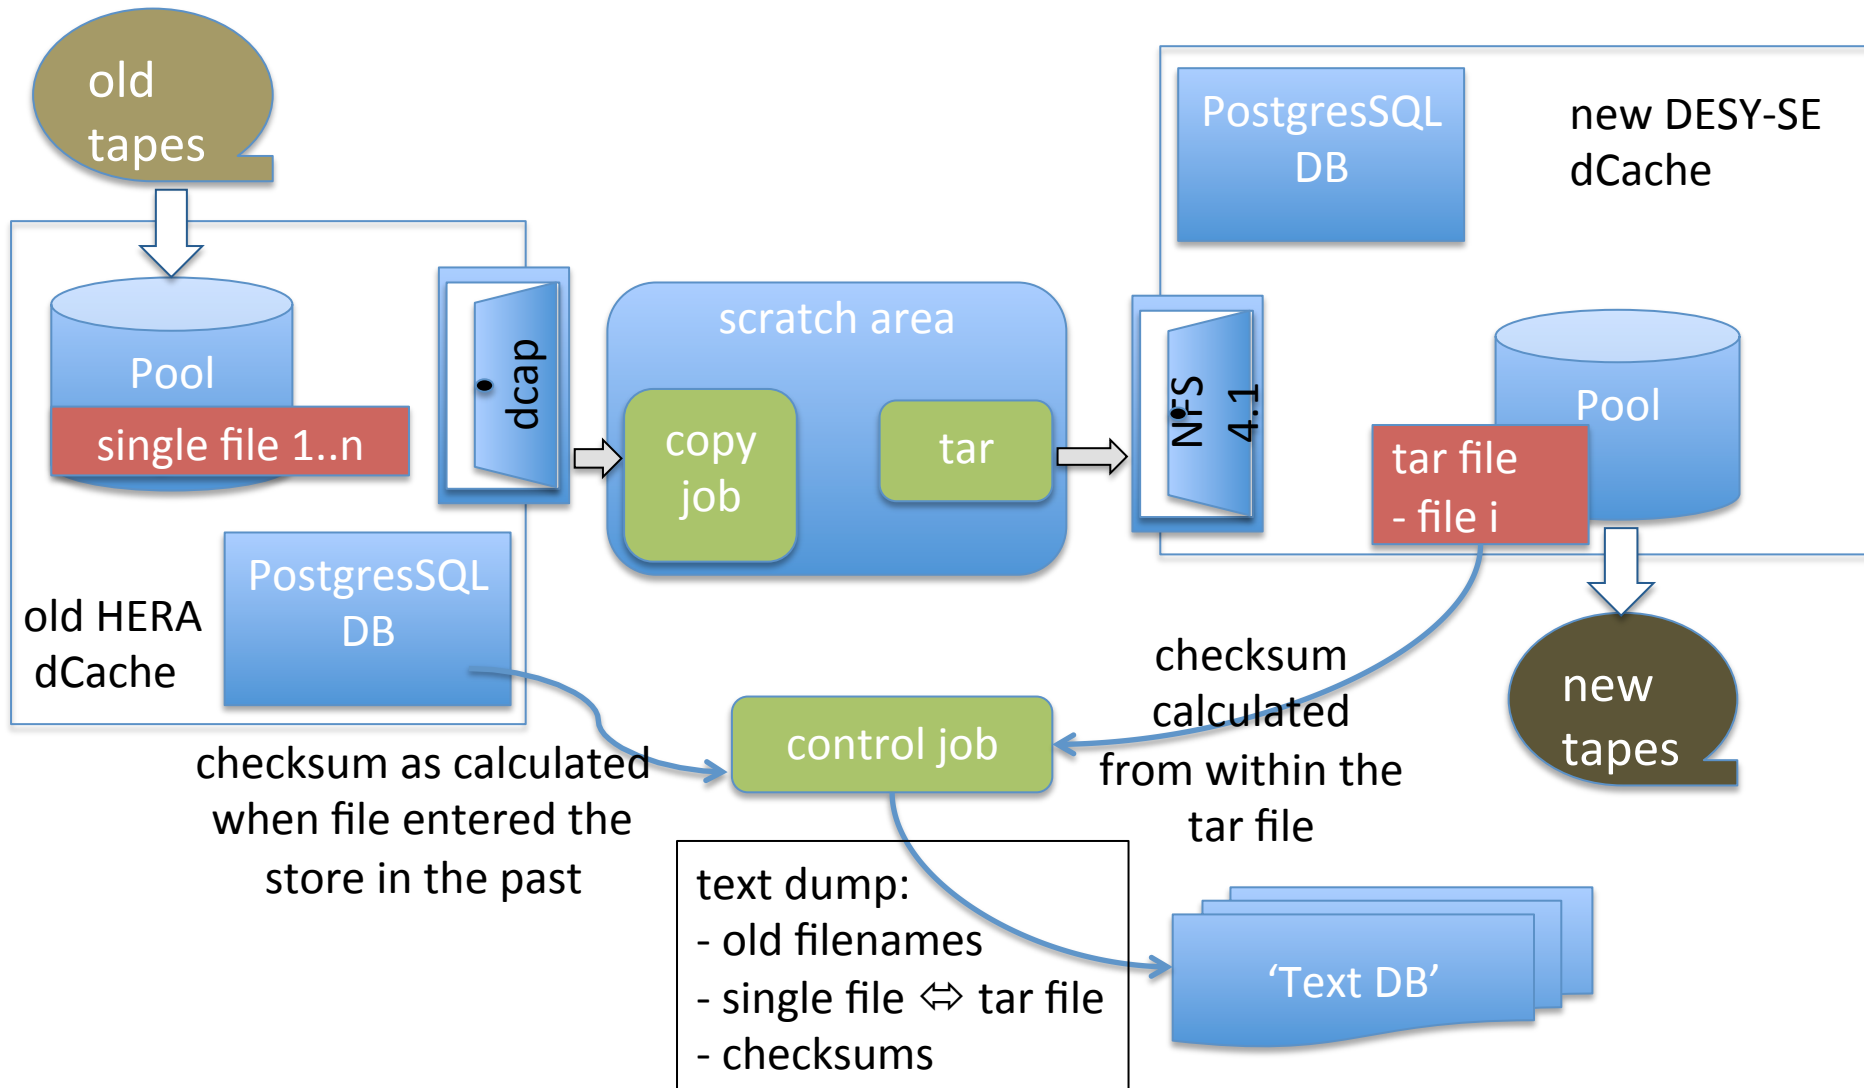 old
tapes
PostgresSQL
DB
new DESY-SE
dCache
Pool
single file 1..n
dcap
scratch area
copy
job
tar
NFS
4.1
Pool
tar file
- file i
PostgresSQL
DB
old HERA
dCache
checksum as calculated
when file entered the
store in the past
control job
checksum
calculated
from within the
tar file
new
tapes
text dump:
- old filenames
- single file ⇔ tar file
- checksums
‘Text DB’